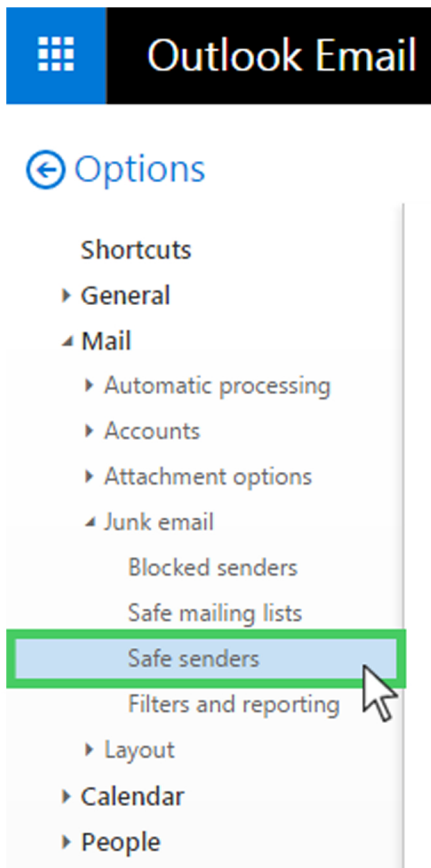 Outlook Email
Options
Shortcuts
General
Mail
Automatic processing
Accounts
Attachment options
Junk email
Blocked senders
Safe mailing lists
Safe senders
Filters and reporting
Layout
Calendar
People